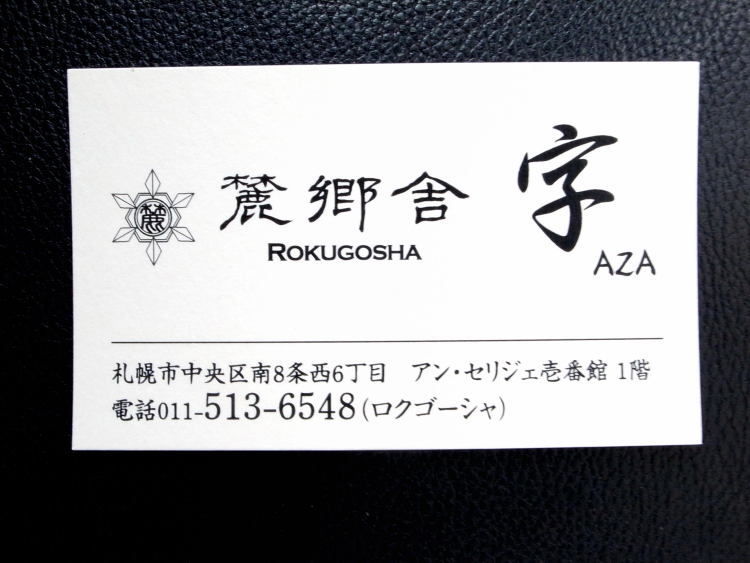 麓
麓郷舎
字
ROKUGOSHA
AZA
札幌市中央区南8条西6丁目 アン・セリジェ壱番館 1階
電話011-513-6548(ロクゴーシャ)